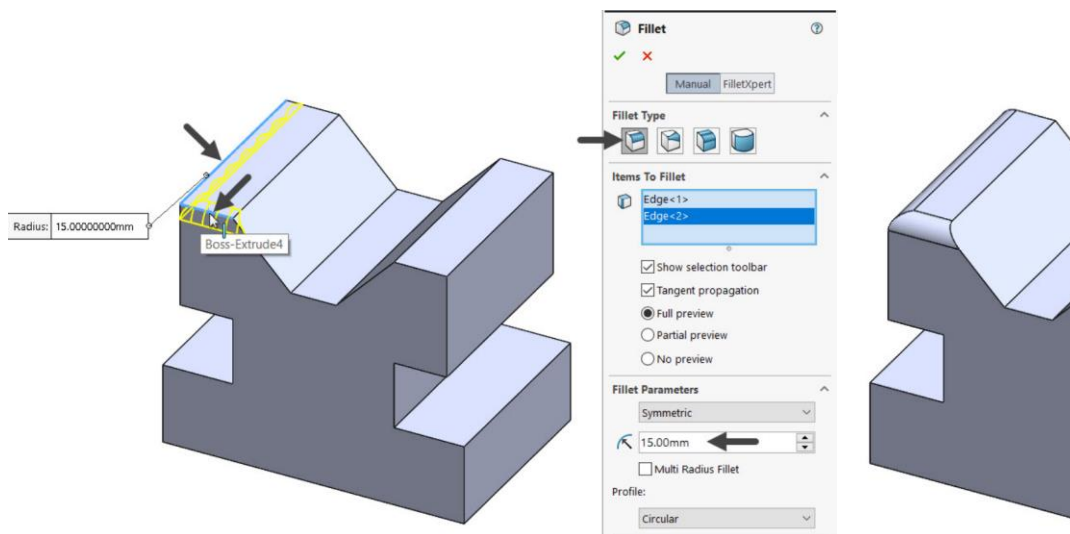 Radius: 15.00000000mm
Boss-Extrude4
Fillet
Manual FilletXpert
Fillet Type
Items To Fillet
Edge<1>
Edge<2>
Show selection toolbar
Tangent propagation
Full preview
Partial preview
No preview
Fillet Parameters
Symmetric
15.00mm
Multi Radius Fillet
Profile:
Circular